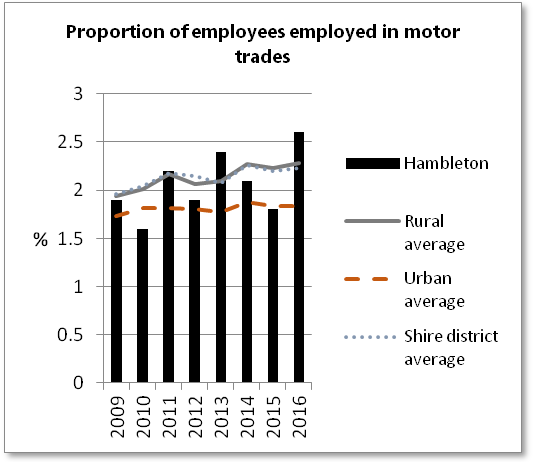 Proportion of employees employed in motor
trades
3
2.5
2
1.5
1
0.5
0
%
2009
2010
2011
2012
2013
2014
2015
2016
Hambleton
Rural
average
Urban
average
Shire district
average